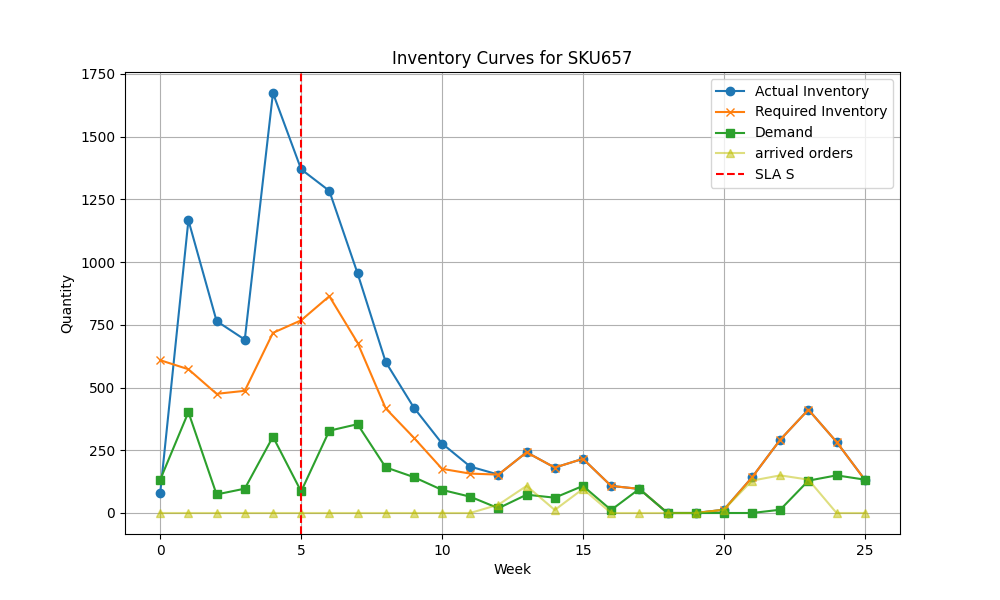 Inventory Curves for SKU657
1750
1500
1250
1000
750
500
250
0
Quantity
Actual Inventory
Required Inventory
Demand
arrived orders
SLA S
0 5 10 15 20 25
Week